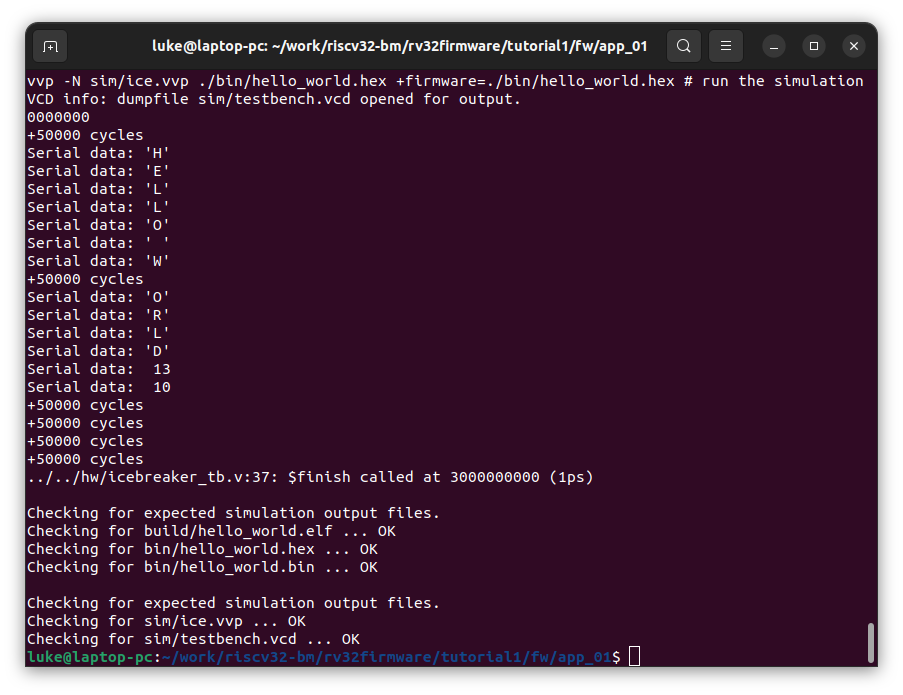 luke@laptop-pc: ~/work/riscv32-bm/rv32firmware/tutorial1/fw/app_01
vvp -N sim/ice.vvp ./bin/hello_world.hex +firmware=./bin/hello_world.hex # run the simulation
VCD info: dumpfile sim/testbench.vcd opened for output.
0000000
+50000 cycles
Serial data: 'H'
Serial data: 'E'
Serial data: 'L'
Serial data: 'L'
Serial data: 'O'
Serial data: ' '
Serial data: 'W'
+50000 cycles
Serial data: 'O'
Serial data: 'R'
Serial data: 'L'
Serial data: 'D'
Serial data:  13
Serial data:  10
+50000 cycles
+50000 cycles
+50000 cycles
+50000 cycles
../../hw/icebreaker_tb.v:37: $finish called at 3000000000 (1ps)

Checking for expected simulation output files.
Checking for build/hello_world.elf ... OK
Checking for bin/hello_world.hex ... OK
Checking for bin/hello_world.bin ... OK

Checking for expected simulation output files.
Checking for sim/ice.vvp ... OK
Checking for sim/testbench.vcd ... OK
luke@laptop-pc:~/work/riscv32-bm/rv32firmware/tutorial1/fw/app_01$